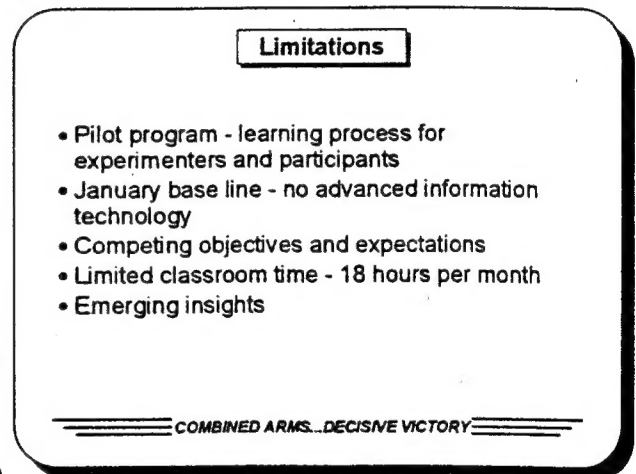 Limitations
• Pilot program - learning process for
experimenters and participants
• January base line - no advanced information
technology
• Competing objectives and expectations
• Limited classroom time - 18 hours per month
• Emerging insights
COMBINED ARMS...DECISIVE VICTORY